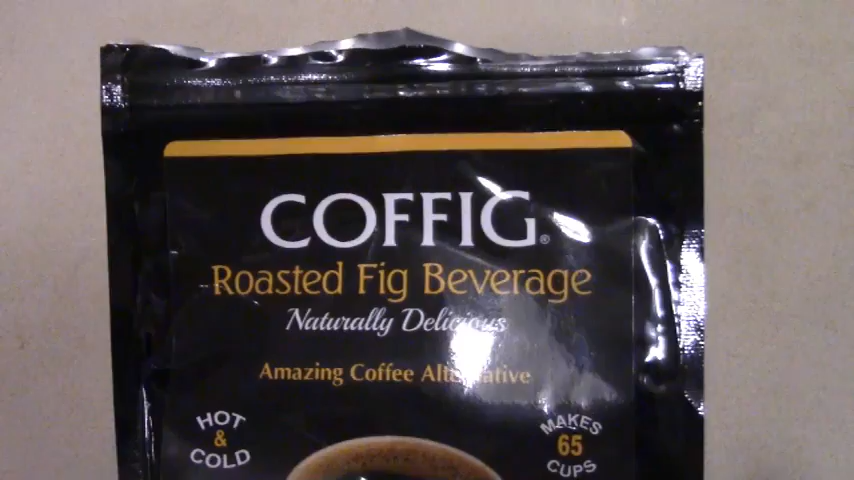 COFFIG®
Roasted Fig Beverage
Naturally Delicious
Amazing Coffee Alternative
HOT
&
COLD
MAKES
65
CUPS